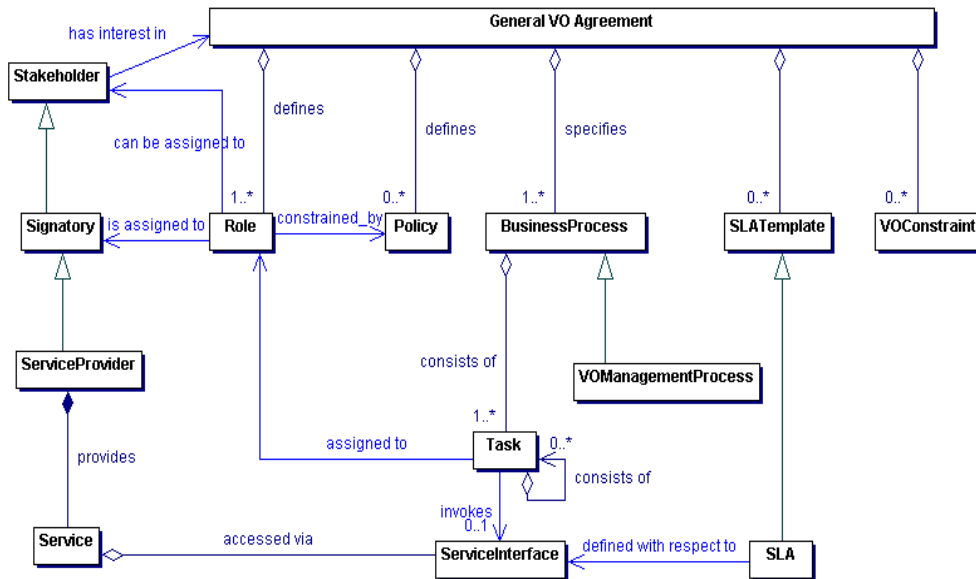 General VO Agreement
has interest in
Stakeholder
defines
defines
specifies
can be assigned to
1..*
0..*
1..*
0..*
0..*
Signatory
is assigned to
Role
constrained_by
Policy
BusinessProcess
SLATemplate
VOConstraint
ServiceProvider
consists of
VOManagementProcess
1..*
assigned to
Task
0..*
provides
consists of
invokes
0..1
Service
accessed via
ServiceInterface
defined with respect to
SLA